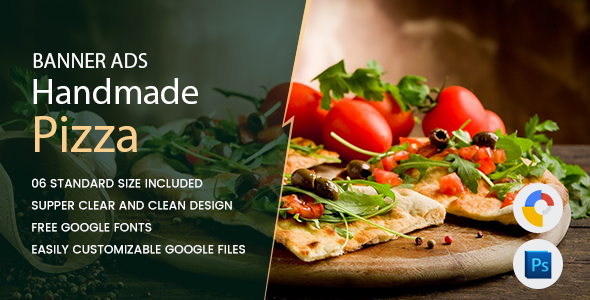 BANNER ADS
Handmade
Pizza
06 STANDARD SIZE INCLUDED
SUPPER CLEAR AND CLEAN DESIGN
FREE GOOGLE FONTS
EASILY CUSTOMIZABLE GOOGLE FILES
Ps